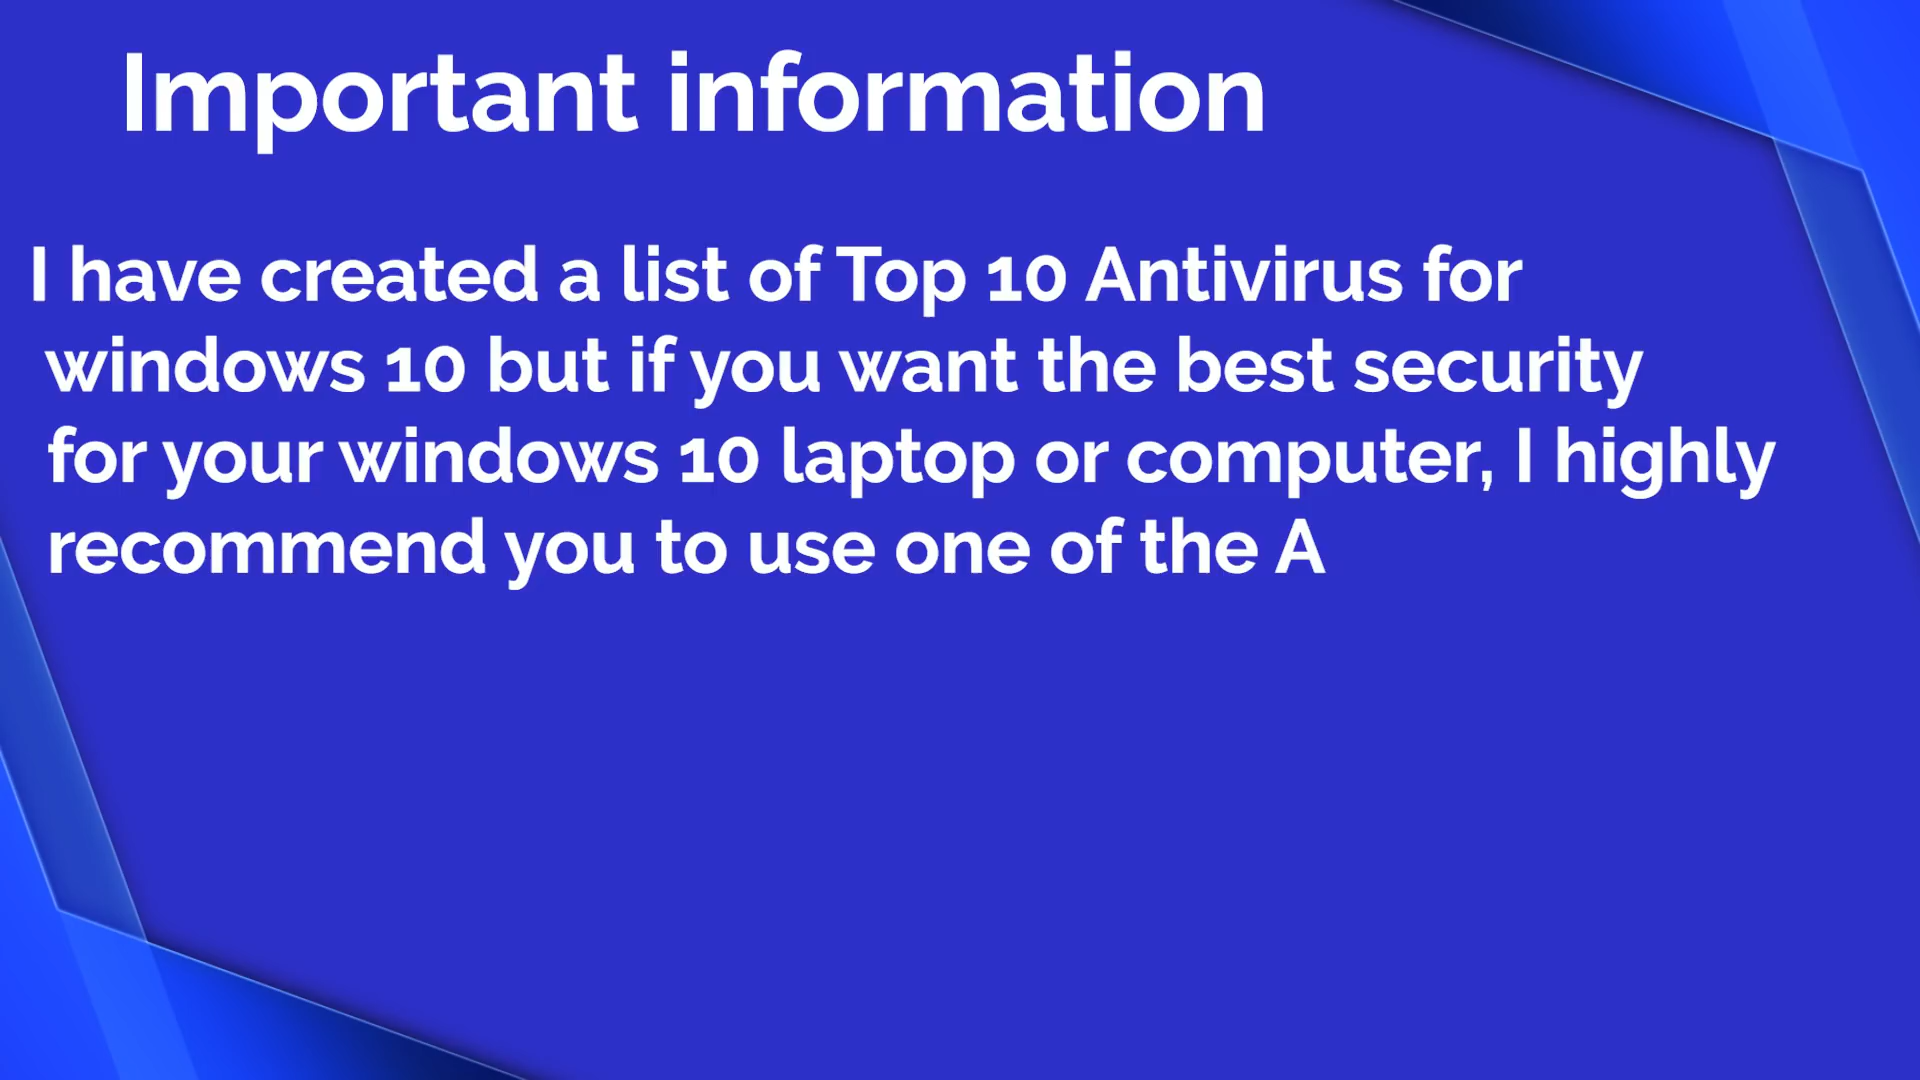 Important information
I have created a list of Top 10 Antivirus for
windows 10 but if you want the best security
for your windows 10 laptop or computer, I highly
recommend you to use one of the A